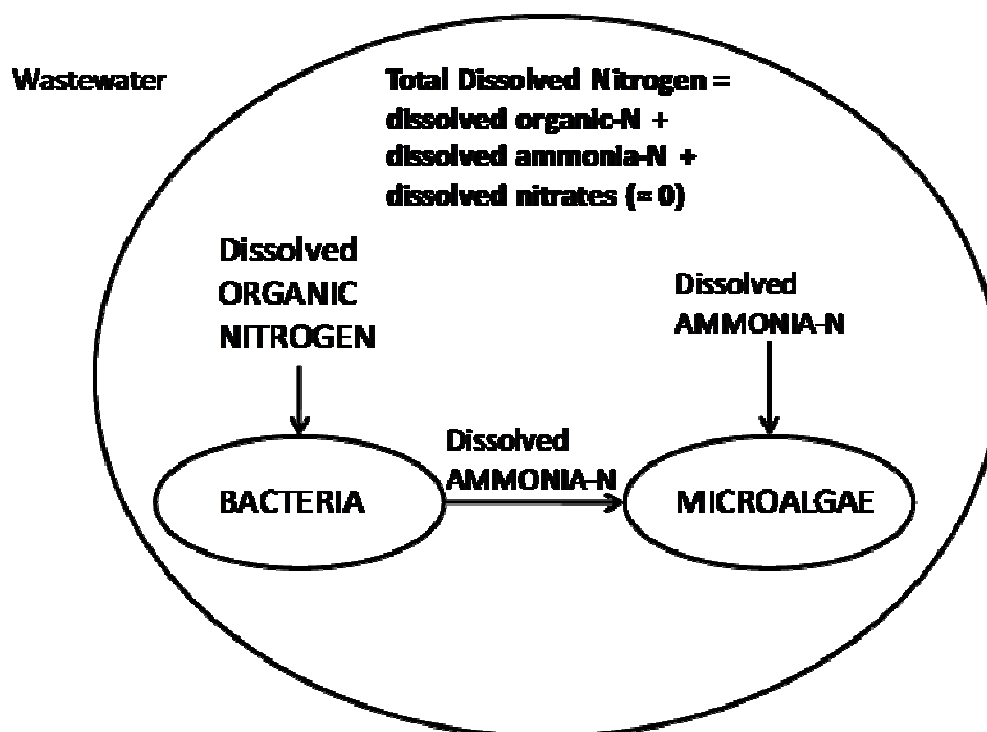 Wastewater
Total Dissolved Nitrogen =
dissolved organic-N +
dissolved ammonia-N +
dissolved nitrates (= 0)
Dissolved
ORGANIC
NITROGEN
Dissolved
AMMONIA-N
Dissolved
AMMONIA-N
BACTERIA
MICROALGAE